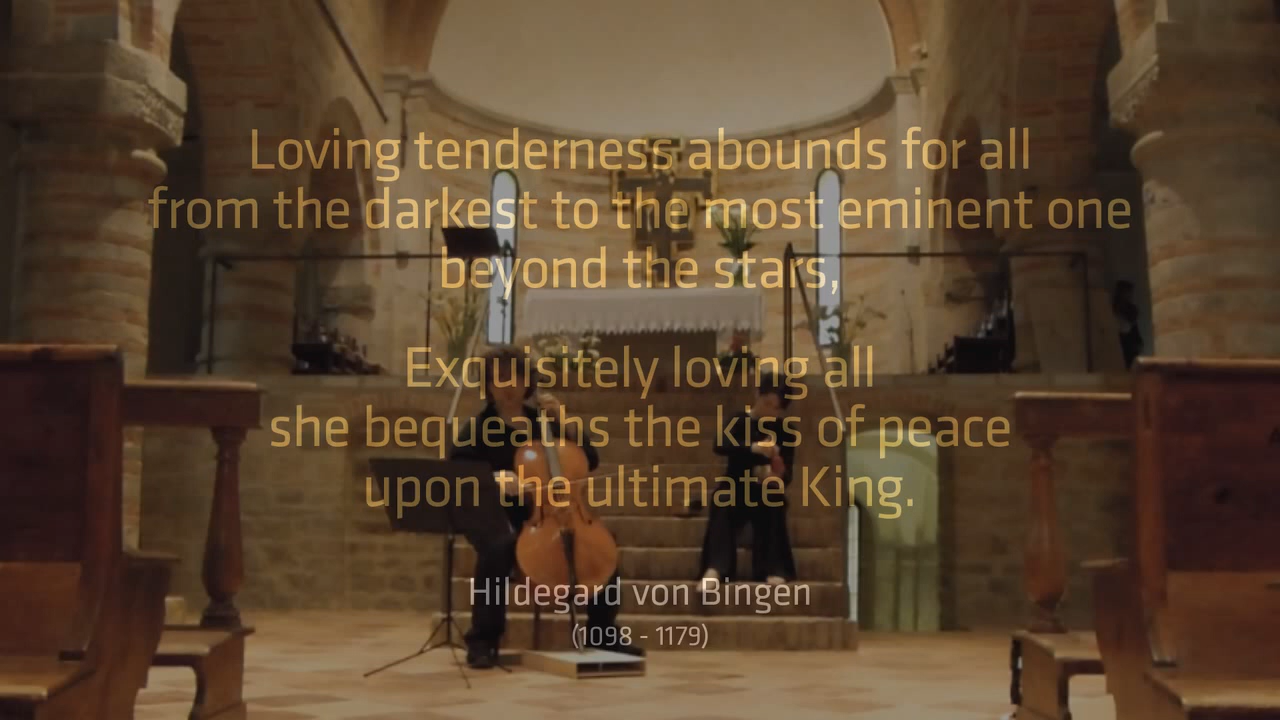 Loving tenderness abounds for all
from the darkest to the most eminent one
beyond the stars,
Exquisitely loving all
she bequeaths the kiss of peace
upon the ultimate King.
Hildegard von Bingen
(1098 - 1179)